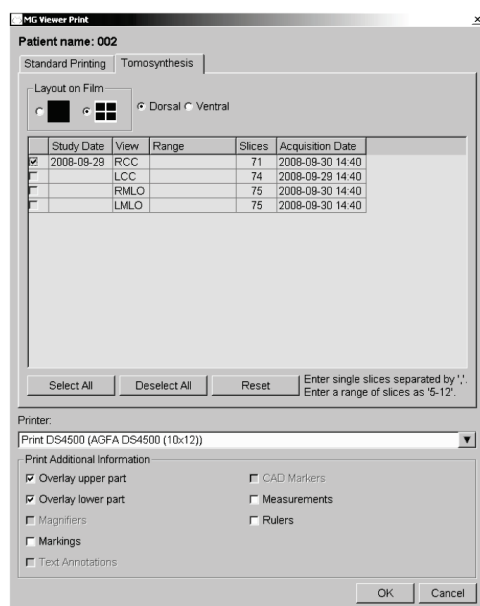 MG Viewer Print
Patient name: 002
Standard Printing Tomosynthesis
Layout on Film
Dorsal Ventral
Study Date View Range Slices Acquisition Date
2008-09-29 RCC 71 2008-09-30 14:40
LCC 74 2008-09-29 14:40
RMLO 75 2008-09-30 14:40
LMLO 75 2008-09-30 14:40
Select All Deselect All Reset Enter single slices separated by ','.
Enter a range of slices as '5-12'.
Printer:
Print DS4500 (AGFA DS4500 (10x12))
Print Additional Information
Overlay upper part CAD Markers
Overlay lower part Measurements
Magnifiers Rulers
Markings
Text Annotations
OK Cancel